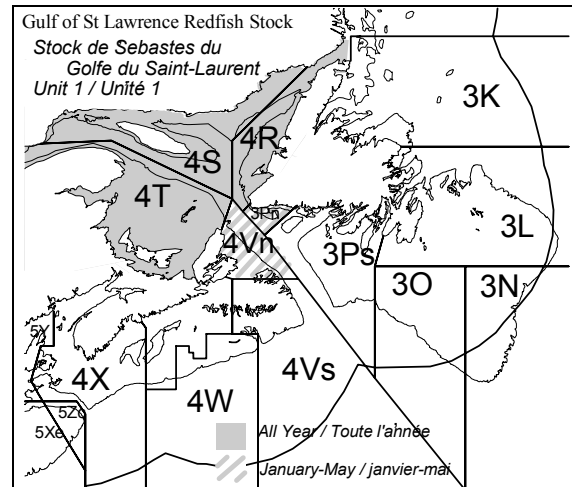 Gulf of St Lawrence Redfish Stock
Stock de Sebastes du
Golfe du Saint-Laurent
Unit 1 / Unité 1
3K
4R
4S
4T
3Pn
3L
4Vn
3Ps
3O
3N
5Y
4X
4Vs
4W
5Ze
5Xe
All Year / Toute l'année
January-May / janvier-mai